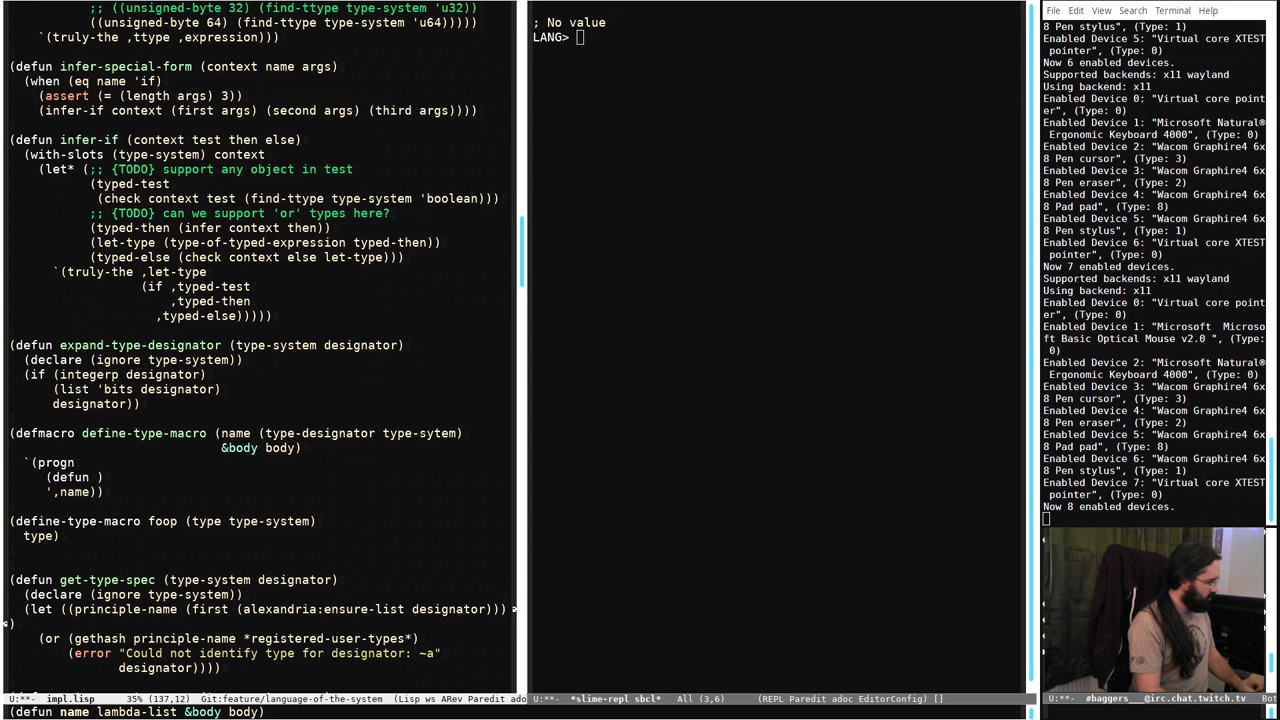 ;; ((unsigned-byte 32) (find-ttype type-system 'u32))
((unsigned-byte 64) (find-ttype type-system 'u64)))))
`(truly-the ,ttype ,expression)))
(defun infer-special-form (context name args)
(when (eq name 'if)
(assert (= (length args) 3))
(infer-if context (first args) (second args) (third args))))
(defun infer-if (context test then else)
(with-slots (type-system) context
(let* (;; {TODO} support any object in test
(typed-test
(check context test (find-ttype type-system 'boolean)))
;; {TODO} can we support 'or' types here?
(typed-then (infer context then))
(let-type (type-of-typed-expression typed-then))
(typed-else (check context else let-type)))
`(truly-the ,let-type
(if ,typed-test
,typed-then
,typed-else)))))
(defun expand-type-designator (type-system designator)
(declare (ignore type-system))
(if (integerp designator)
(list 'bits designator)
designator))
(defmacro define-type-macro (name (type-designator type-sytem)
&body body)
`(progn
(defun )
',name))
(define-type-macro foop (type type-system)
type)
(defun get-type-spec (type-system designator)
(declare (ignore type-system))
(let ((principle-name (first (alexandria:ensure-list designator)))
)
(or (gethash principle-name *registered-user-types*)
(error "Could not identify type for designator: ~a"
designator))))
U:**-  impl.lisp     35% (137,12)  Git:feature/language-of-the-system  (Lisp ws ARev Paredit ado
(defun name lambda-list &body body)
; No value
LANG>
U:**-  *slime-repl sbcl*   All (3,6)     (REPL Paredit adoc EditorConfig) []
File Edit View Search Terminal Help
8 Pen stylus", (Type: 1)
Enabled Device 5: "Virtual core XTEST
pointer", (Type: 0)
Now 6 enabled devices.
Supported backends: x11 wayland
Using backend: x11
Enabled Device 0: "Virtual core point
er", (Type: 0)
Enabled Device 1: "Microsoft Natural®
Ergonomic Keyboard 4000", (Type: 0)
Enabled Device 2: "Wacom Graphire4 6x
8 Pen cursor", (Type: 3)
Enabled Device 3: "Wacom Graphire4 6x
8 Pen eraser", (Type: 2)
Enabled Device 4: "Wacom Graphire4 6x
8 Pad pad", (Type: 8)
Enabled Device 5: "Wacom Graphire4 6x
8 Pen stylus", (Type: 1)
Enabled Device 6: "Virtual core XTEST
pointer", (Type: 0)
Now 7 enabled devices.
Supported backends: x11 wayland
Using backend: x11
Enabled Device 0: "Virtual core point
er", (Type: 0)
Enabled Device 1: "Microsoft  Microso
ft Basic Optical Mouse v2.0 ", (Type:
0)
Enabled Device 2: "Microsoft Natural®
Ergonomic Keyboard 4000", (Type: 0)
Enabled Device 3: "Wacom Graphire4 6x
8 Pen cursor", (Type: 3)
Enabled Device 4: "Wacom Graphire4 6x
8 Pen eraser", (Type: 2)
Enabled Device 5: "Wacom Graphire4 6x
8 Pad pad", (Type: 8)
Enabled Device 6: "Wacom Graphire4 6x
8 Pen stylus", (Type: 1)
Enabled Device 7: "Virtual core XTEST
pointer", (Type: 0)
Now 8 enabled devices.
U:**-  #baggers___@irc.chat.twitch.tv     Bot